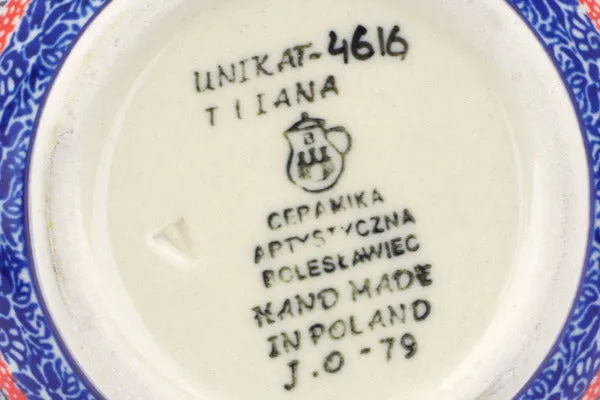 UNIKAT-4616
TIIANA
CERAMIKA
ARTYSTYCZNA
BOLESŁAWIEC
HAND MADE
IN POLAND
J.O-79